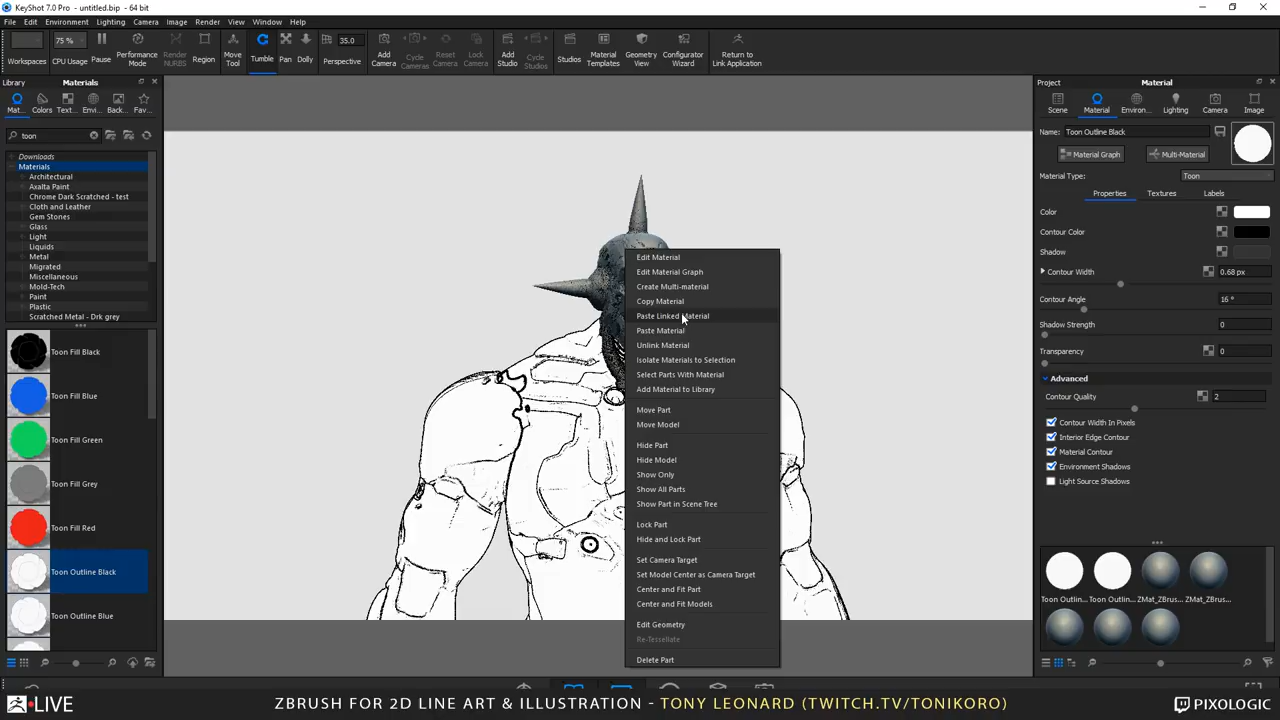 KeyShot 7.0 Pro - untitled.bip - 64 bit
File Edit Environment Lighting Camera Image Render View Window Help
75 % 35.0
Workspaces CPU Usage Pause Performance Mode Render NURBS Region Move Tool Tumble Pan Dolly Perspective Add Camera Cycle Cameras Reset Camera Lock Camera Add Studio Cycle Studios Studios Material Templates Geometry View Configurator Wizard Return to Link Application
Library Materials
Mat... Colors Text... Envi... Back... Fav...
toon
Downloads
Materials
Architectural
Axalta Paint
Chrome Dark Scratched - test
Cloth and Leather
Gem Stones
Glass
Light
Liquids
Metal
Migrated
Miscellaneous
Mold-Tech
Paint
Plastic
Scratched Metal - Drk grey
Toon Fill Black
Toon Fill Blue
Toon Fill Green
Toon Fill Grey
Toon Fill Red
Toon Outline Black
Toon Outline Blue
Edit Material
Edit Material Graph
Create Multi-material
Copy Material
Paste Linked Material
Paste Material
Unlink Material
Isolate Materials to Selection
Select Parts With Material
Add Material to Library
Move Part
Move Model
Hide Part
Hide Model
Show Only
Show All Parts
Show Part in Scene Tree
Lock Part
Hide and Lock Part
Set Camera Target
Set Model Center as Camera Target
Center and Fit Part
Center and Fit Models
Edit Geometry
Re-Tessellate
Delete Part
Project Material
Scene Material Environ... Lighting Camera Image
Name: Toon Outline Black
Material Graph Multi-Material
Material Type: Toon
Properties Textures Labels
Color
Contour Color
Shadow
Contour Width 0.68 px
Contour Angle 16 °
Shadow Strength 0
Transparency 0
Advanced
Contour Quality 2
Contour Width In Pixels
Interior Edge Contour
Material Contour
Environment Shadows
Light Source Shadows
Toon Outlin... Toon Outlin... ZMat_ZBrus... ZMat_ZBrus...
LIVE ZBRUSH FOR 2D LINE ART & ILLUSTRATION - TONY LEONARD (TWITCH.TV/TONIKORO) PIXOLOGIC